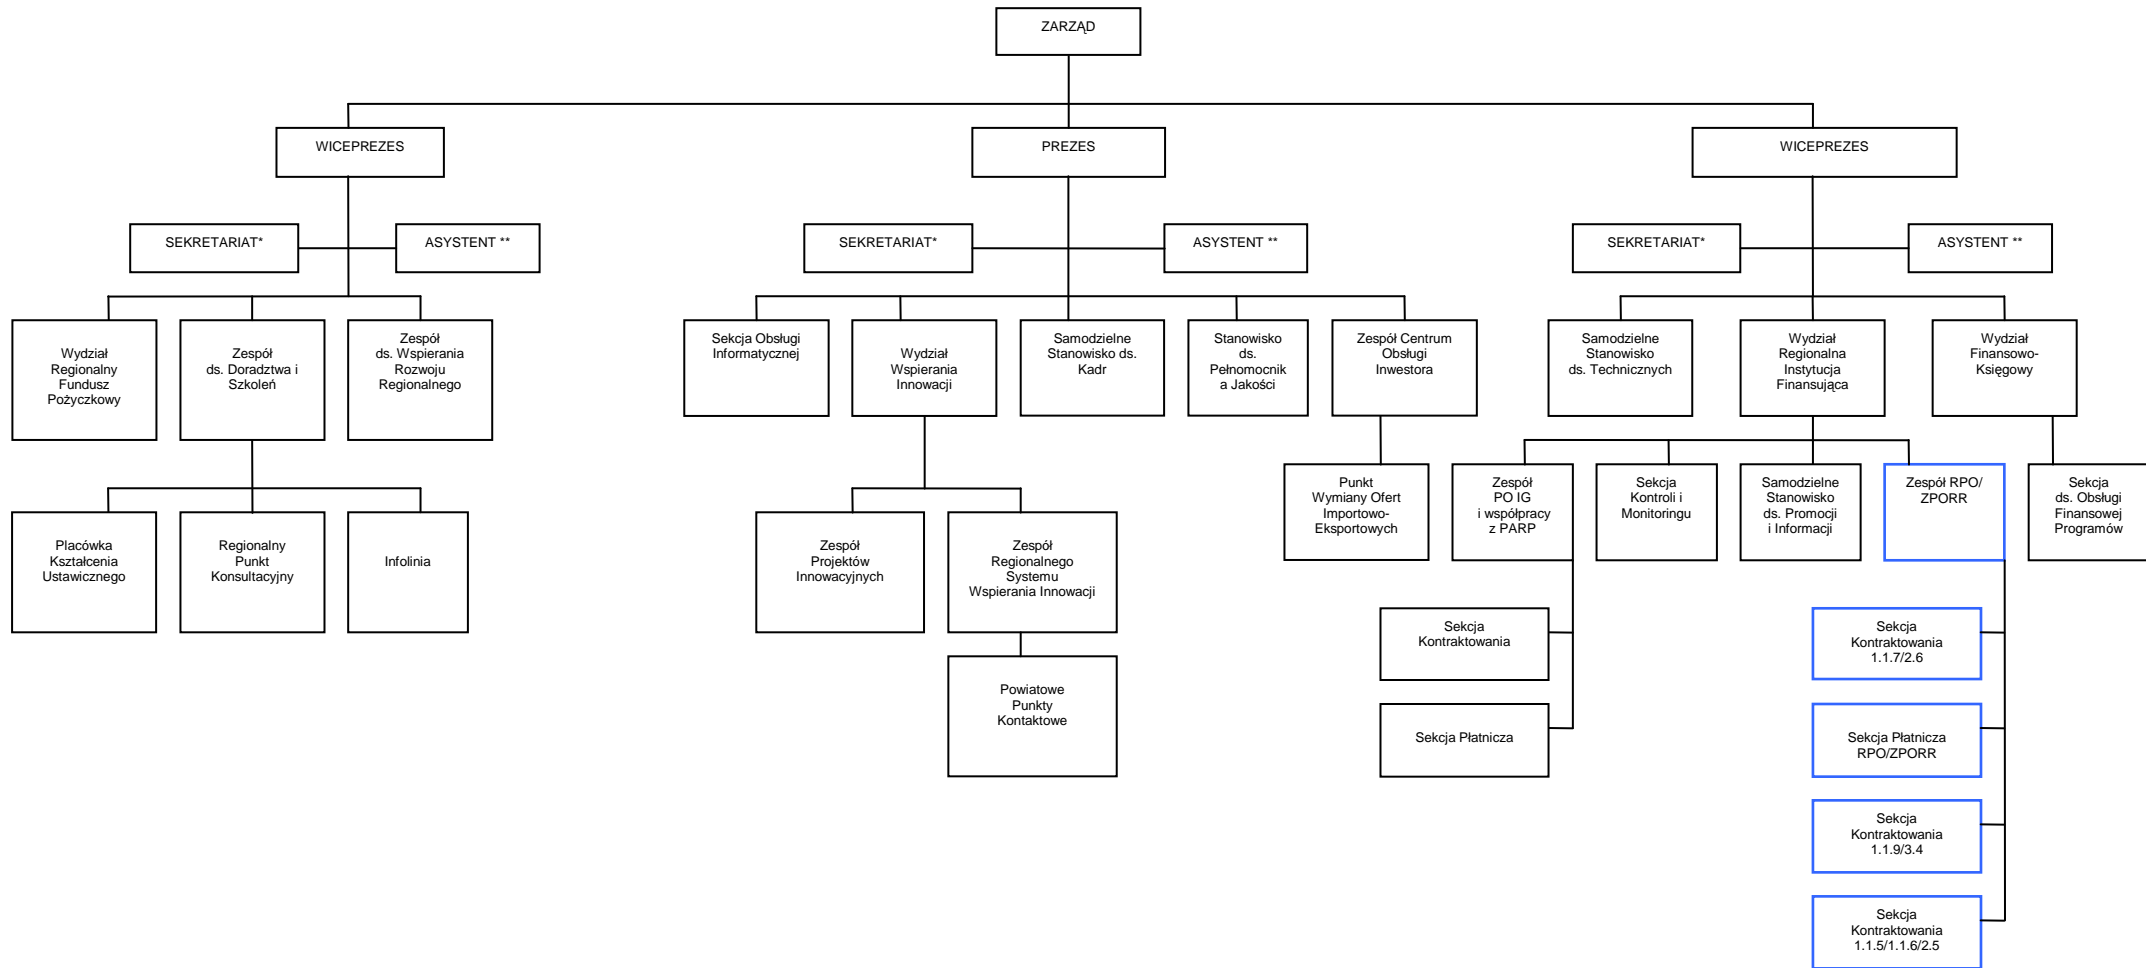 ZARZĄD
WICEPREZES
PREZES
WICEPREZES
SEKRETARIAT*
ASYSTENT **
SEKRETARIAT*
ASYSTENT **
SEKRETARIAT*
ASYSTENT **
Wydział
Regionalny
Fundusz
Pożyczkowy
Zespół
ds. Doradztwa i
Szkoleń
Zespół
ds. Wspierania
Rozwoju
Regionalnego
Sekcja Obsługi
Informatycznej
Wydział
Wspierania
Innowacji
Samodzielne
Stanowisko ds.
Kadr
Stanowisko
ds.
Pełnomocnik
a Jakości
Zespół Centrum
Obsługi
Inwestora
Samodzielne
Stanowisko
ds. Technicznych
Wydział
Regionalna
Instytucja
Finansująca
Wydział
Finansowo-
Księgowy
Placówka
Kształcenia
Ustawicznego
Regionalny
Punkt
Konsultacyjny
Infolinia
Zespół
Projektów
Innowacyjnych
Zespół
Regionalnego
Systemu
Wspierania Innowacji
Powiatowe
Punkty
Kontaktowe
Punkt
Wymiany Ofert
Importowo-
Eksportowych
Zespół
PO IG
i współpracy
z PARP
Sekcja
Kontroli i
Monitoringu
Samodzielne
Stanowisko
ds. Promocji
i Informacji
Zespół RPO/
ZPORR
Sekcja
ds. Obsługi
Finansowej
Programów
Sekcja
Kontraktowania
Sekcja Płatnicza
Sekcja
Kontraktowania
1.1.7/2.6
Sekcja Płatnicza
RPO/ZPORR
Sekcja
Kontraktowania
1.1.9/3.4
Sekcja
Kontraktowania
1.1.5/1.1.6/2.5